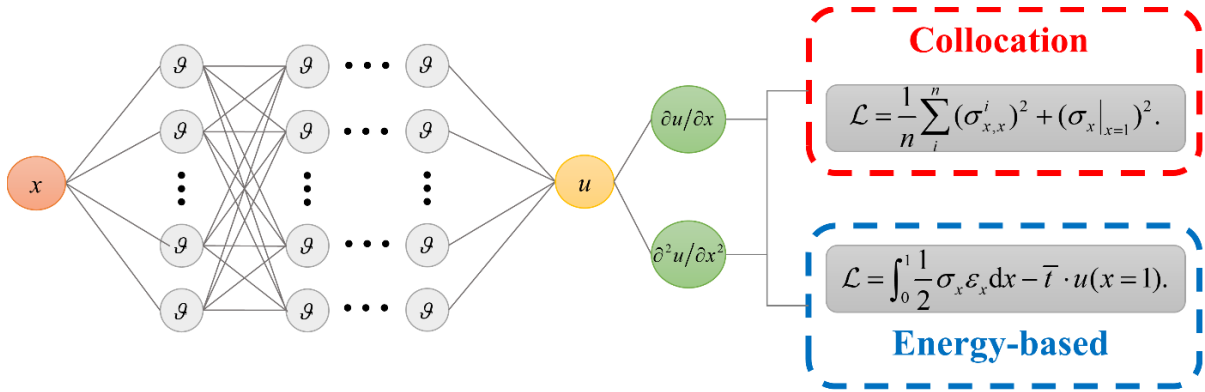 Collocation
ℒ = 1/n ∑_i^n (σ^i_{x,x})² + (σ_x|_{x=1})².
x
ϑ ϑ ••• ϑ
ϑ ϑ ••• ϑ
ϑ ϑ ••• ϑ
ϑ ϑ ••• ϑ
u
∂u/∂x
∂²u/∂x²
ℒ = ∫_0^1 1/2 σ_x ε_x dx − t̄ · u(x=1).
Energy-based